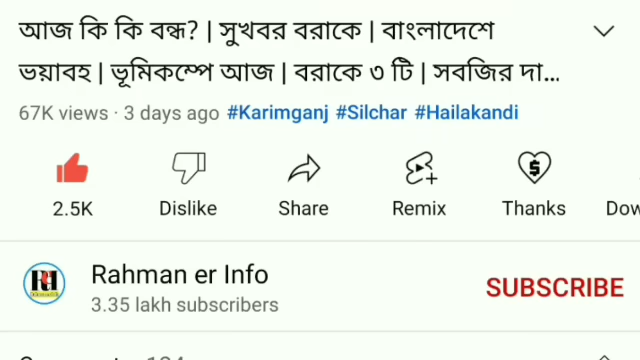 আজ কি কি বন্ধ? | সুখবর বরাকে | বাংলাদেশে
ভয়াবহ | ভূমিকম্পে আজ | বরাকে ৩ টি | সবজির দা...
67K views · 3 days ago #Karimganj #Silchar #Hailakandi
2.5K Dislike Share Remix Thanks Dow
Rahman er Info
SUBSCRIBE
3.35 lakh subscribers